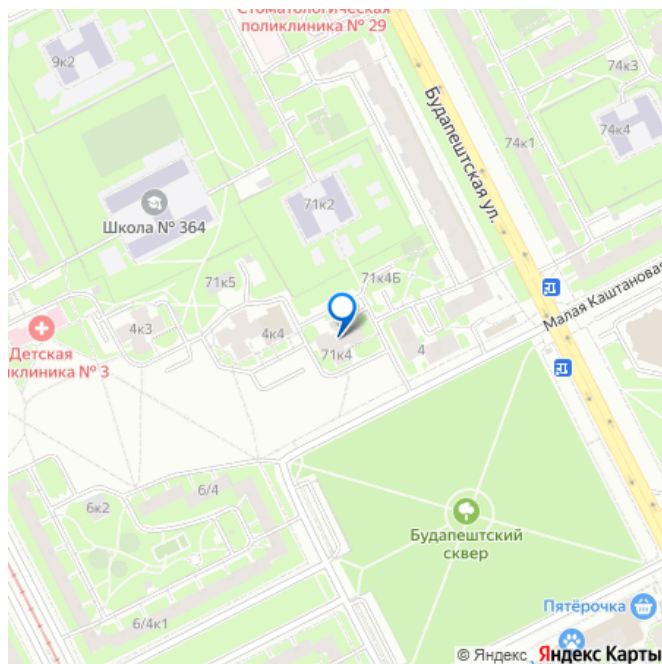 Стоматологическая
поликлиника № 29
9к2
74к3
74к1
74к4
Будапештская ул.
Школа № 364
71к2
71к5
71к4Б
Малая Каштановая
4к3
4к4
71к4
4
Детская
иклиника № 3
6/4
6к2
Будапештский
сквер
6/4к1
Пятёрочка
© Яндекс Яндекс Карты